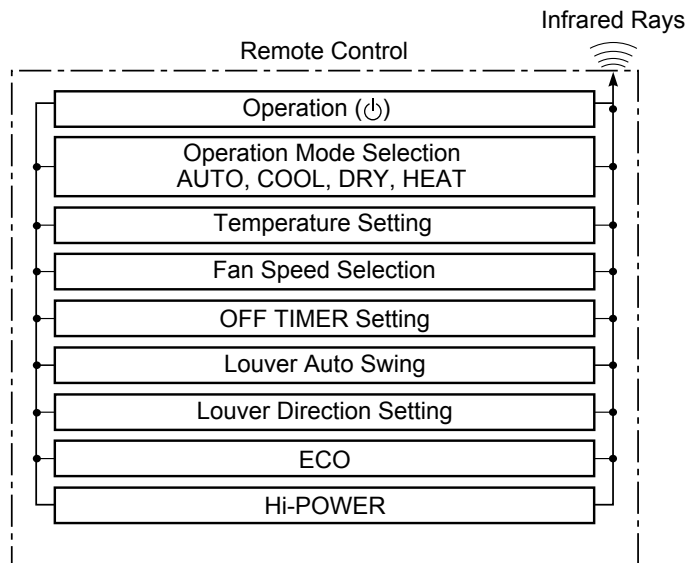 Infrared Rays
Remote Control
Operation (⏻)
Operation Mode Selection
AUTO, COOL, DRY, HEAT
Temperature Setting
Fan Speed Selection
OFF TIMER Setting
Louver Auto Swing
Louver Direction Setting
ECO
Hi-POWER